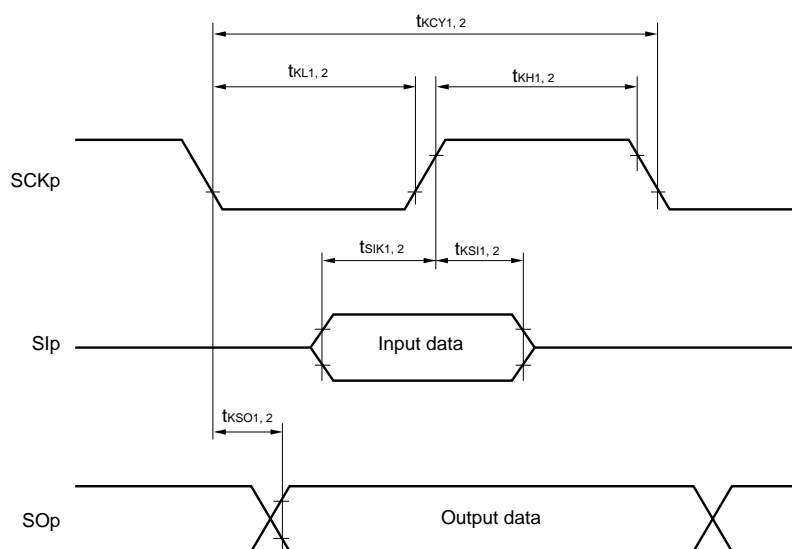 tKCY1, 2
tKL1, 2
tKH1, 2
SCKp
tSIK1, 2
tKSI1, 2
SIp
Input data
tKSO1, 2
SOp
Output data